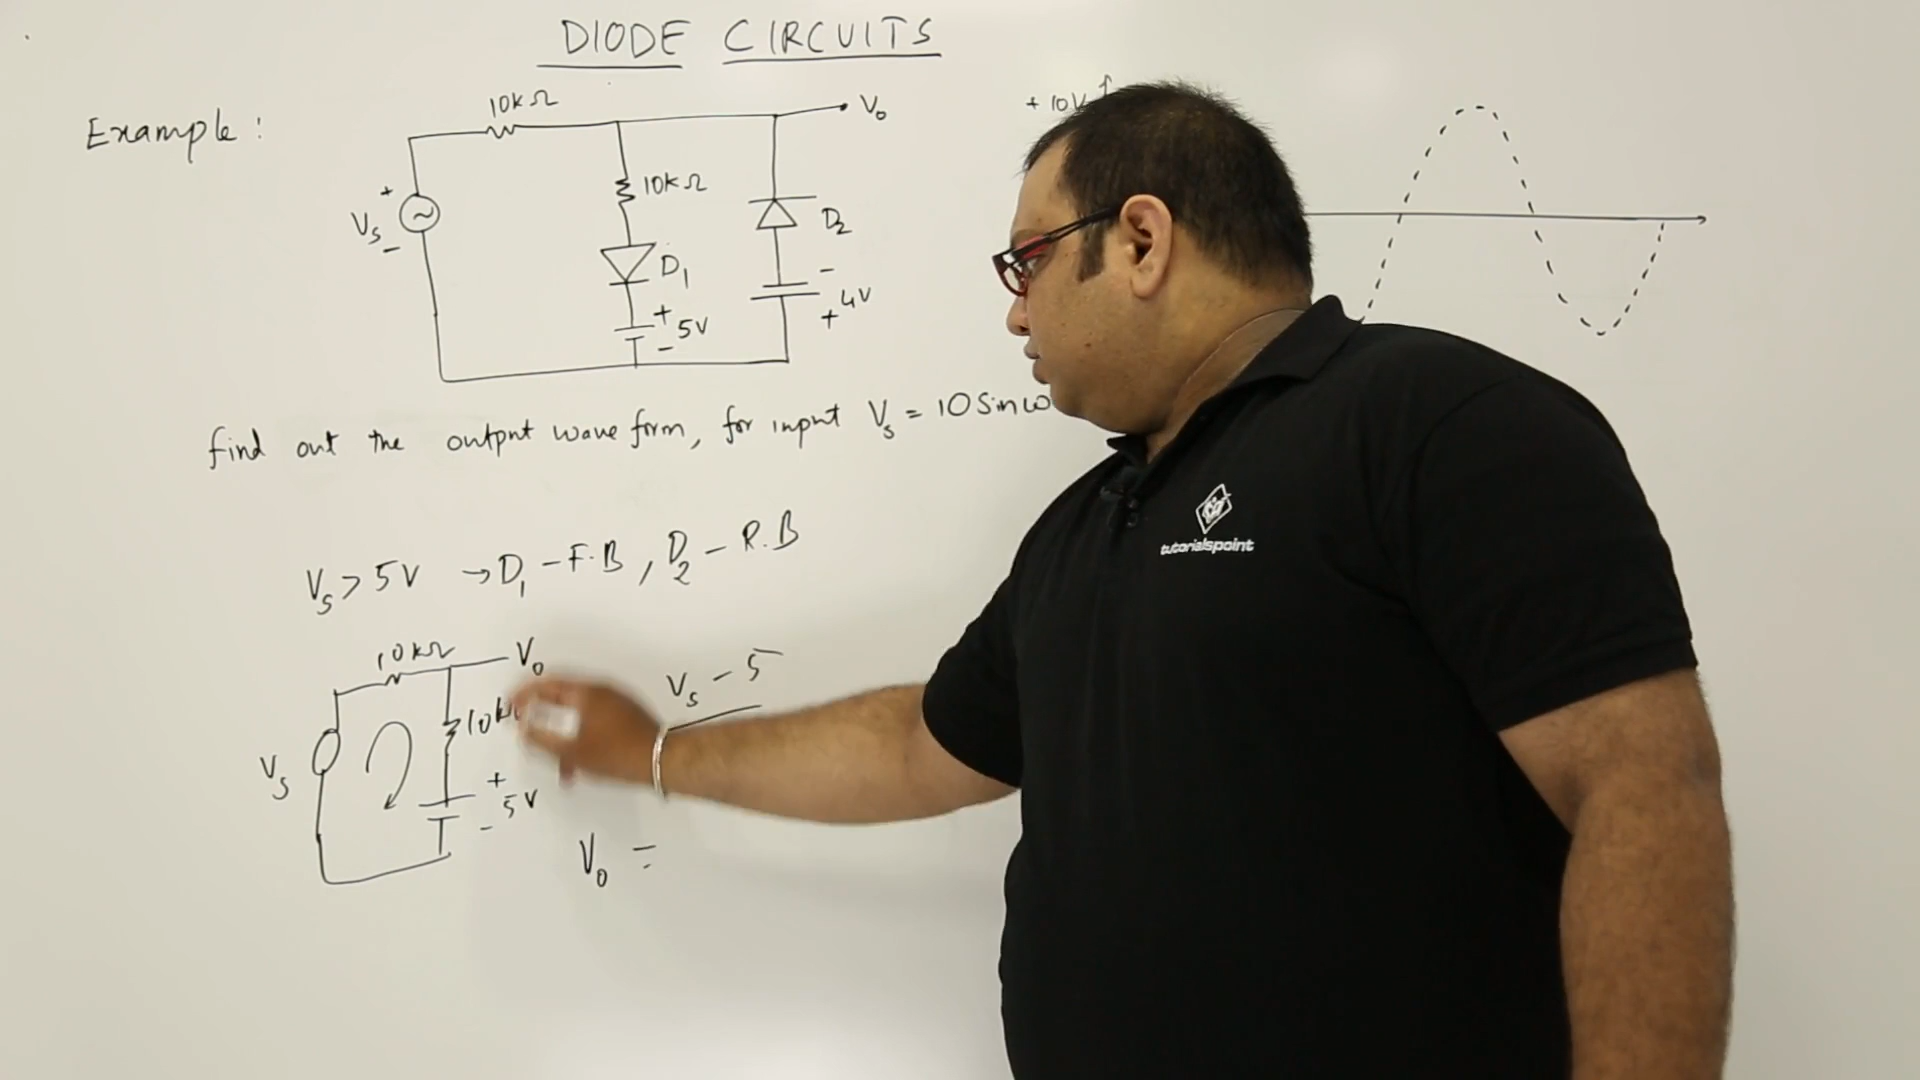 DIODE CIRCUITS
Example :
10kΩ
V₀
+ 10V
10kΩ
+
Vs
-
D₁
D₂
+ 5V
-
-
4V
+
find out the output wave form, for input Vs = 10 Sin ω
Vs > 5V → D₁ - F.B , D₂ - R.B
10kΩ
V₀
Vs - 5
10k
Vs
+
5V
-
V₀ =
tutorialspoint